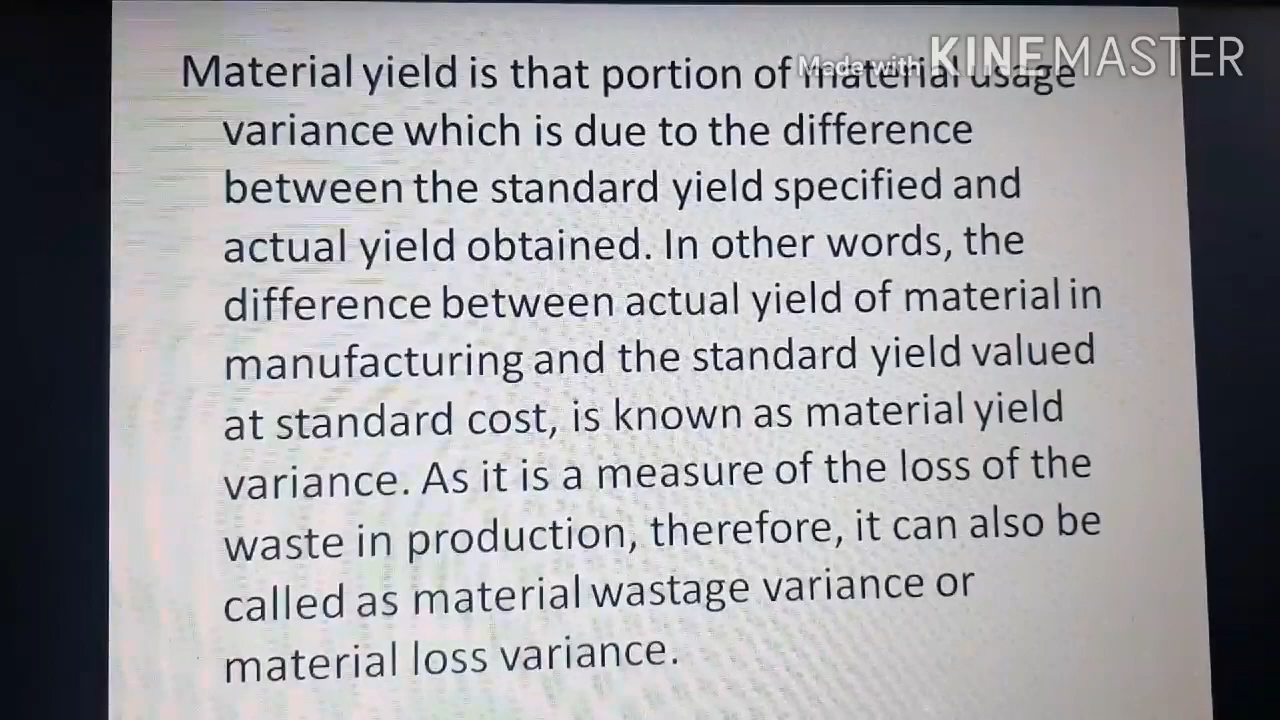 Made with KINEMASTER
Material yield is that portion of material usage
variance which is due to the difference
between the standard yield specified and
actual yield obtained. In other words, the
difference between actual yield of material in
manufacturing and the standard yield valued
at standard cost, is known as material yield
variance. As it is a measure of the loss of the
waste in production, therefore, it can also be
called as material wastage variance or
material loss variance.